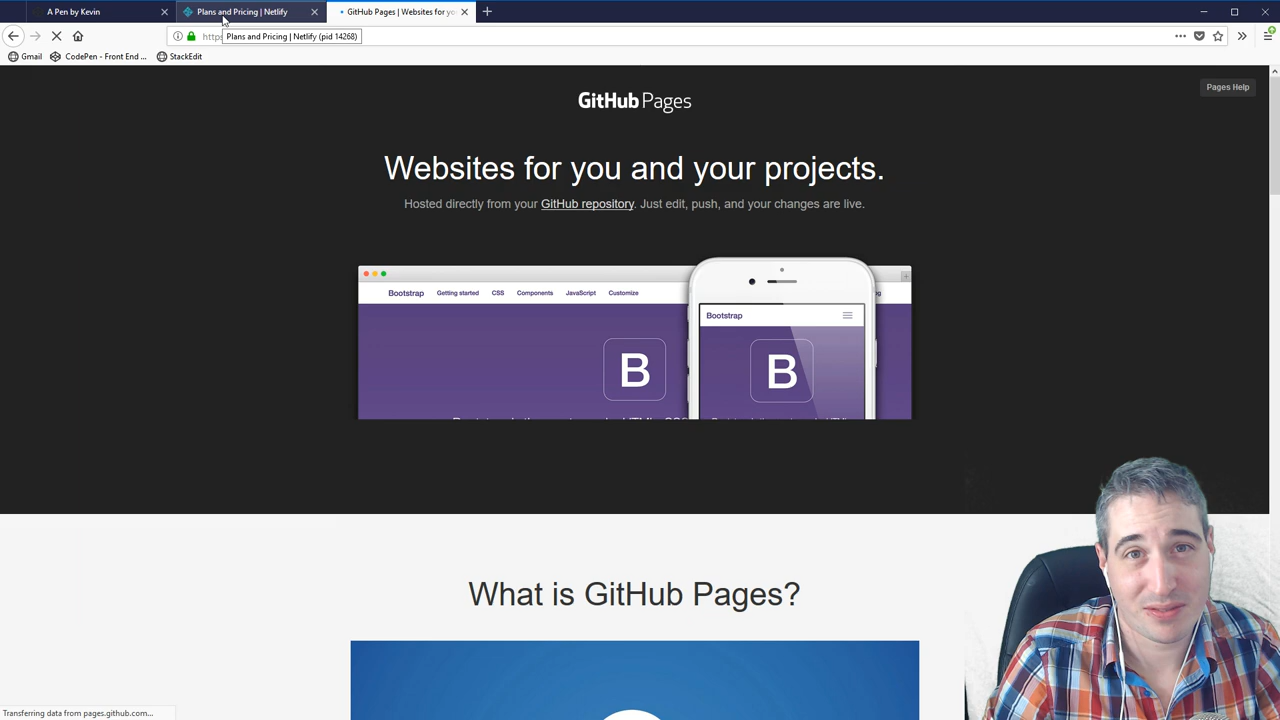 A Pen by Kevin
Plans and Pricing | Netlify
GitHub Pages | Websites for yo
https
Plans and Pricing | Netlify (pid 14268)
Gmail
CodePen - Front End ...
StackEdit
GitHub Pages
Pages Help
Websites for you and your projects.
Hosted directly from your GitHub repository. Just edit, push, and your changes are live.
Bootstrap Getting started CSS Components JavaScript Customize
Bootstrap
B
B
What is GitHub Pages?
Transferring data from pages.github.com...